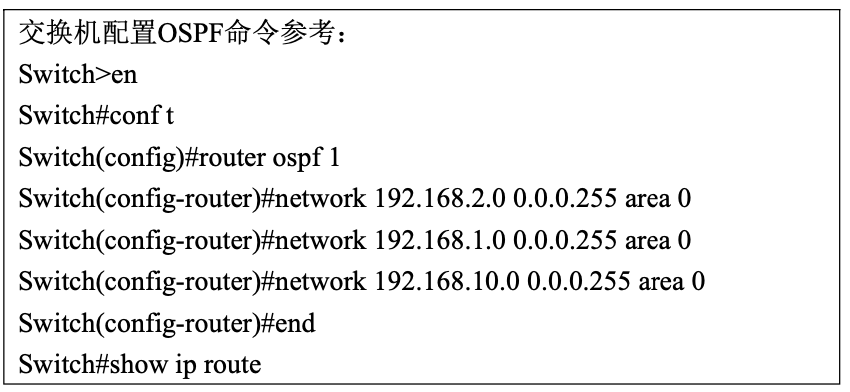 交换机配置OSPF命令参考：
Switch>en
Switch#conf t
Switch(config)#router ospf 1
Switch(config-router)#network 192.168.2.0 0.0.0.255 area 0
Switch(config-router)#network 192.168.1.0 0.0.0.255 area 0
Switch(config-router)#network 192.168.10.0 0.0.0.255 area 0
Switch(config-router)#end
Switch#show ip route